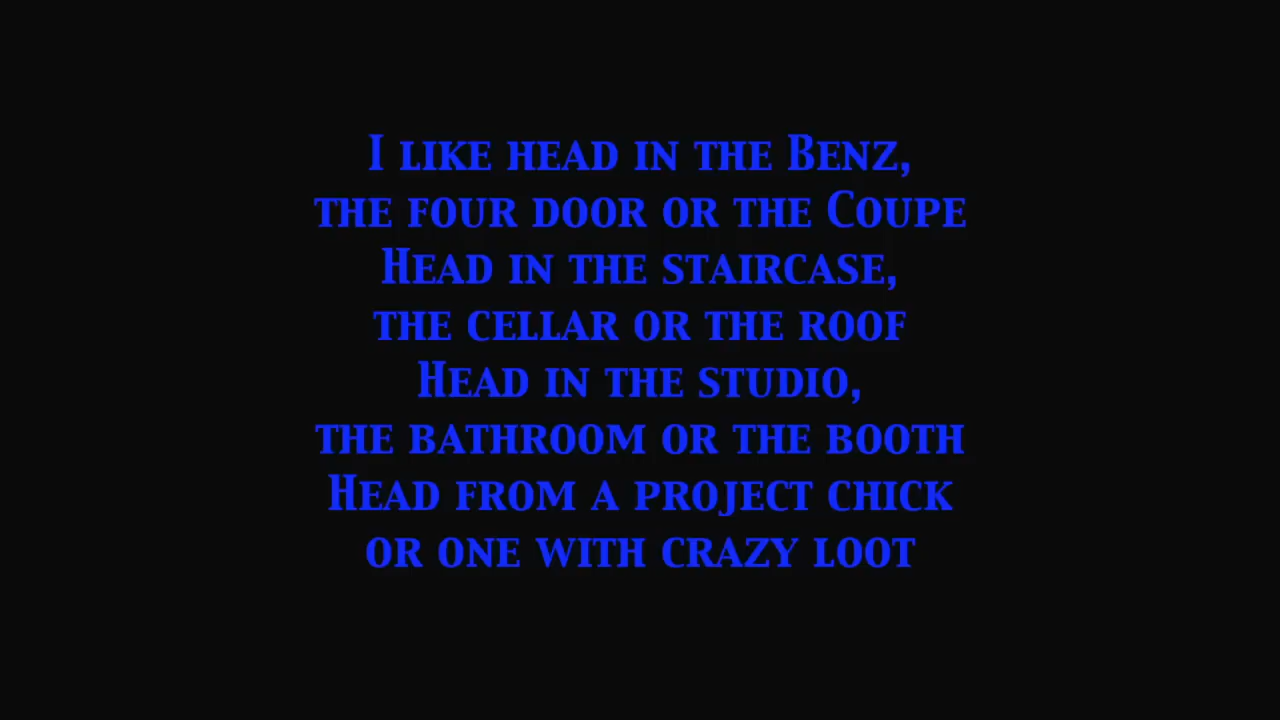 I like head in the Benz,
the four door or the Coupe
Head in the staircase,
the cellar or the roof
Head in the studio,
the bathroom or the booth
Head from a project chick
or one with crazy loot